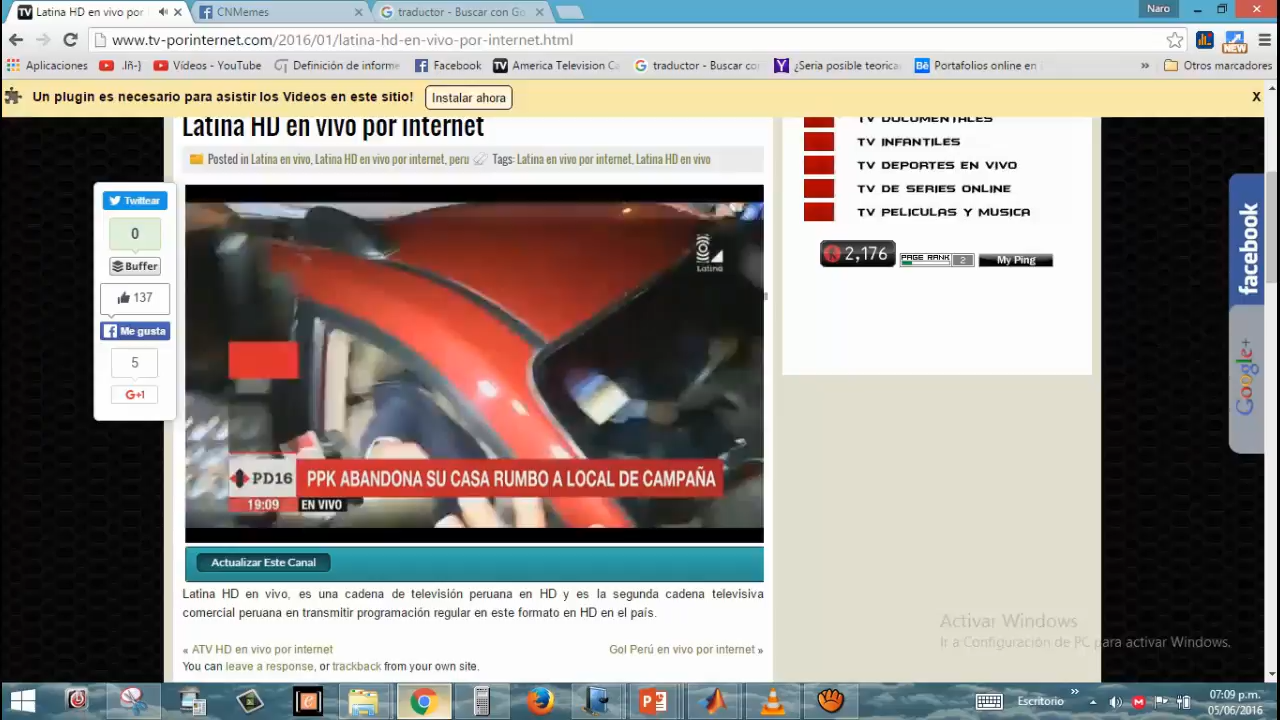 Latina HD en vivo por
CNMemes
traductor - Buscar con Go
Naro
www.tv-porinternet.com/2016/01/latina-hd-en-vivo-por-internet.html
NEW
Aplicaciones
.lñ-)
Vídeos - YouTube
Definición de informe
Facebook
America Television Ca
traductor - Buscar con
¿Seria posible teorica
Portafolios online en
»
Otros marcadores
Un plugin es necesario para asistir los Videos en este sitio!
Instalar ahora
X
Latina HD en vivo por internet
Posted in Latina en vivo, Latina HD en vivo por internet, peru Tags: Latina en vivo por internet, Latina HD en vivo
Twittear
0
Buffer
137
Me gusta
5
G+1
Latina
PD16
PPK ABANDONA SU CASA RUMBO A LOCAL DE CAMPAÑA
19:09
EN VIVO
Actualizar Este Canal
Latina HD en vivo, es una cadena de televisión peruana en HD y es la segunda cadena televisiva
comercial peruana en transmitir programación regular en este formato en HD en el país.
« ATV HD en vivo por internet
Gol Perú en vivo por internet »
You can leave a response, or trackback from your own site.
TV DOCUMENTALES
TV INFANTILES
TV DEPORTES EN VIVO
TV DE SERIES ONLINE
TV PELICULAS Y MUSICA
2,176
PAGE RANK 2
My Ping
facebook
Google+
Activar Windows
Ir a Configuración de PC para activar Windows.
Escritorio
»
07:09 p.m.
05/06/2016